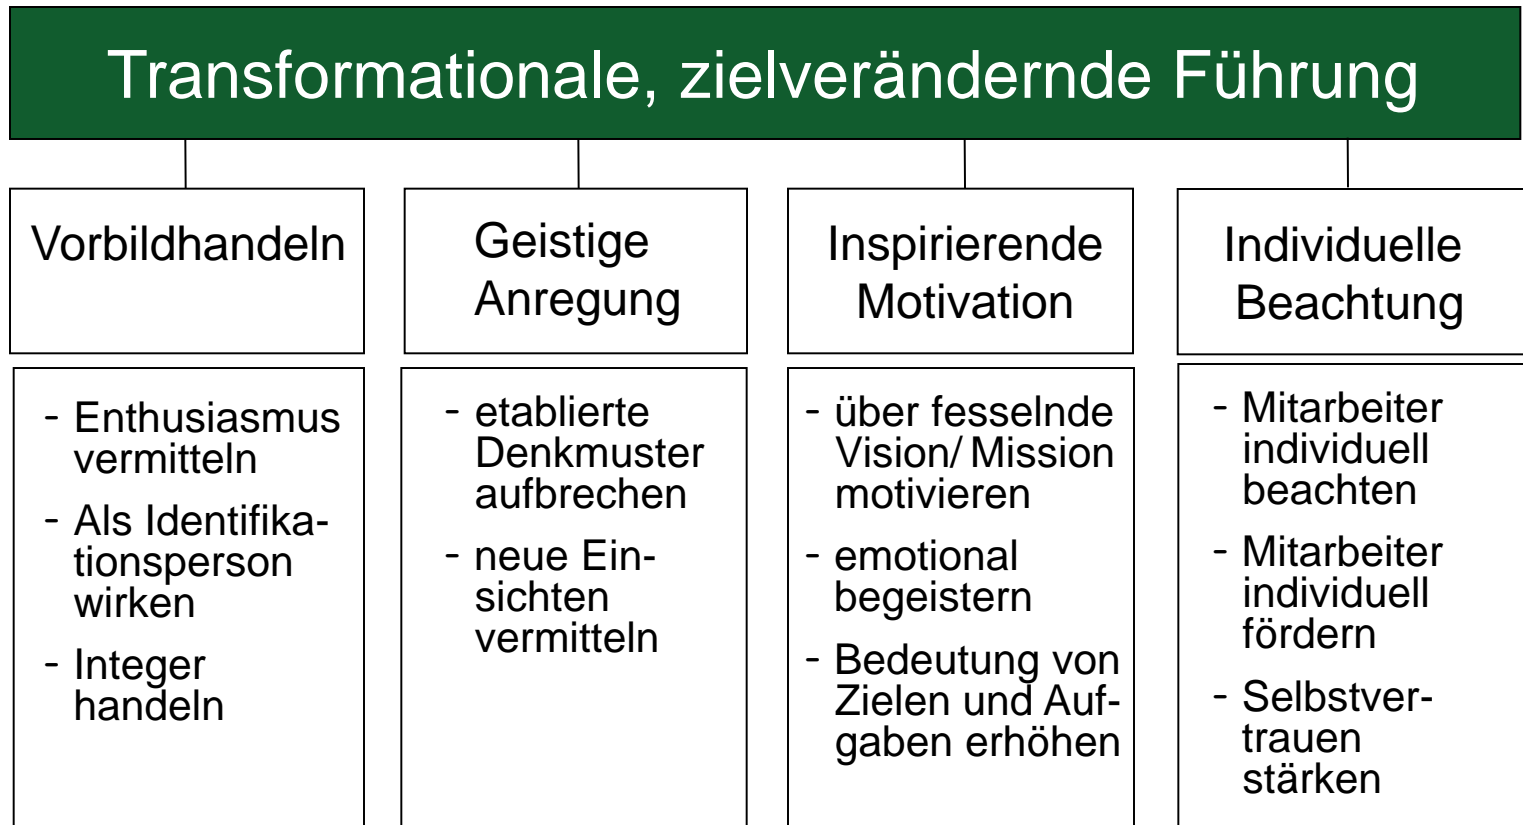 Transformationale, zielverändernde Führung
Vorbildhandeln
Geistige
Anregung
Inspirierende
Motivation
Individuelle
Beachtung
- Enthusiasmus
vermitteln
- Als Identifika-
tionsperson
wirken
- Integer
handeln
- etablierte
Denkmuster
aufbrechen
- neue Ein-
sichten
vermitteln
- über fesselnde
Vision/ Mission
motivieren
- emotional
begeistern
- Bedeutung von
Zielen und Auf-
gaben erhöhen
- Mitarbeiter
individuell
beachten
- Mitarbeiter
individuell
fördern
- Selbstver-
trauen
stärken